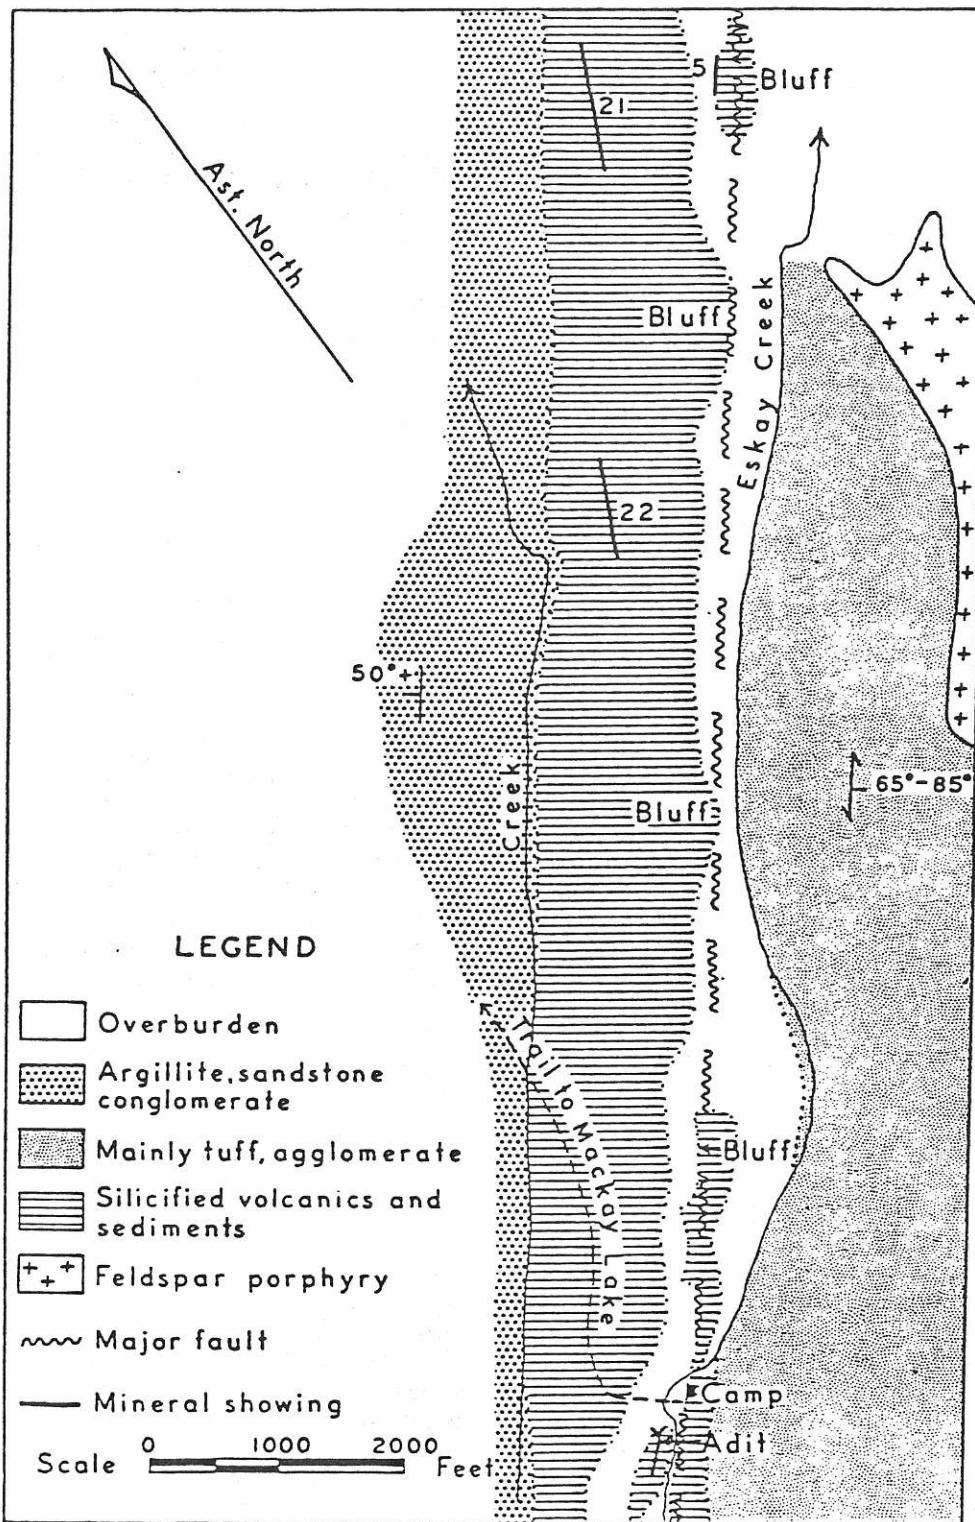 5
Bluff
21
Ast. North
Bluff
Eskay Creek
22
50°+
65°-85°
Creek
Bluff
LEGEND
Overburden
Argillite, sandstone
conglomerate
Mainly tuff, agglomerate
Silicified volcanics and
sediments
Feldspar porphyry
Major fault
Mineral showing
Scale 0 1000 2000 Feet
Trail to Mackay Lake
Bluff
Camp
Adit